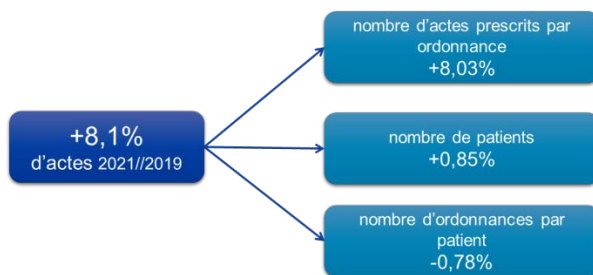 nombre d'actes prescrits par
ordonnance
+8,03%
+8,1%
d'actes 2021//2019
nombre de patients
+0,85%
nombre d'ordonnances par
patient
-0,78%